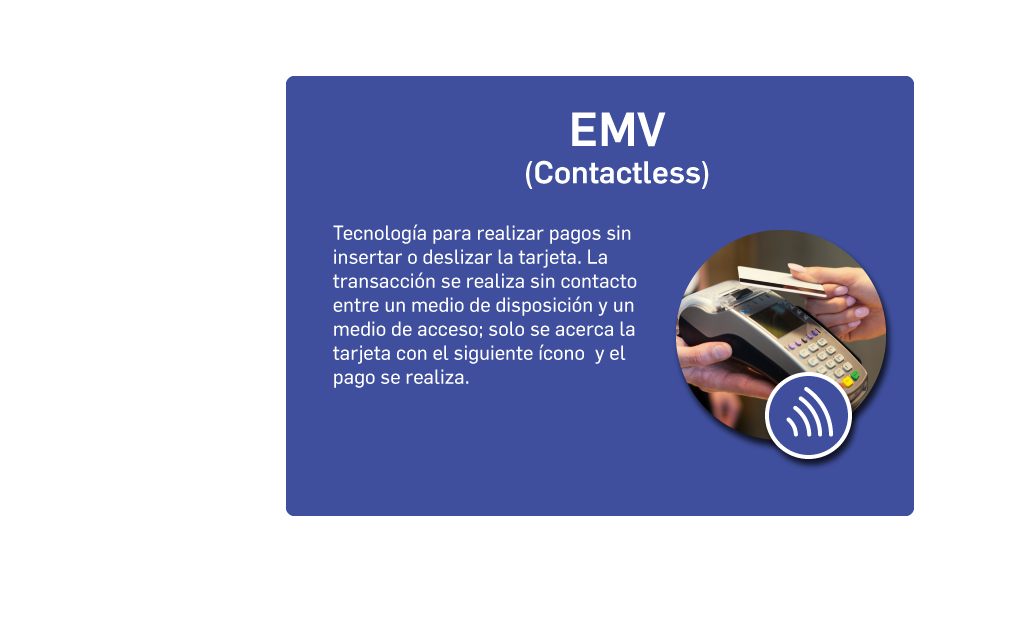 EMV
(Contactless)
Tecnología para realizar pagos sin
insertar o deslizar la tarjeta. La
transacción se realiza sin contacto
entre un medio de disposición y un
medio de acceso; solo se acerca la
tarjeta con el siguiente ícono  y el
pago se realiza.